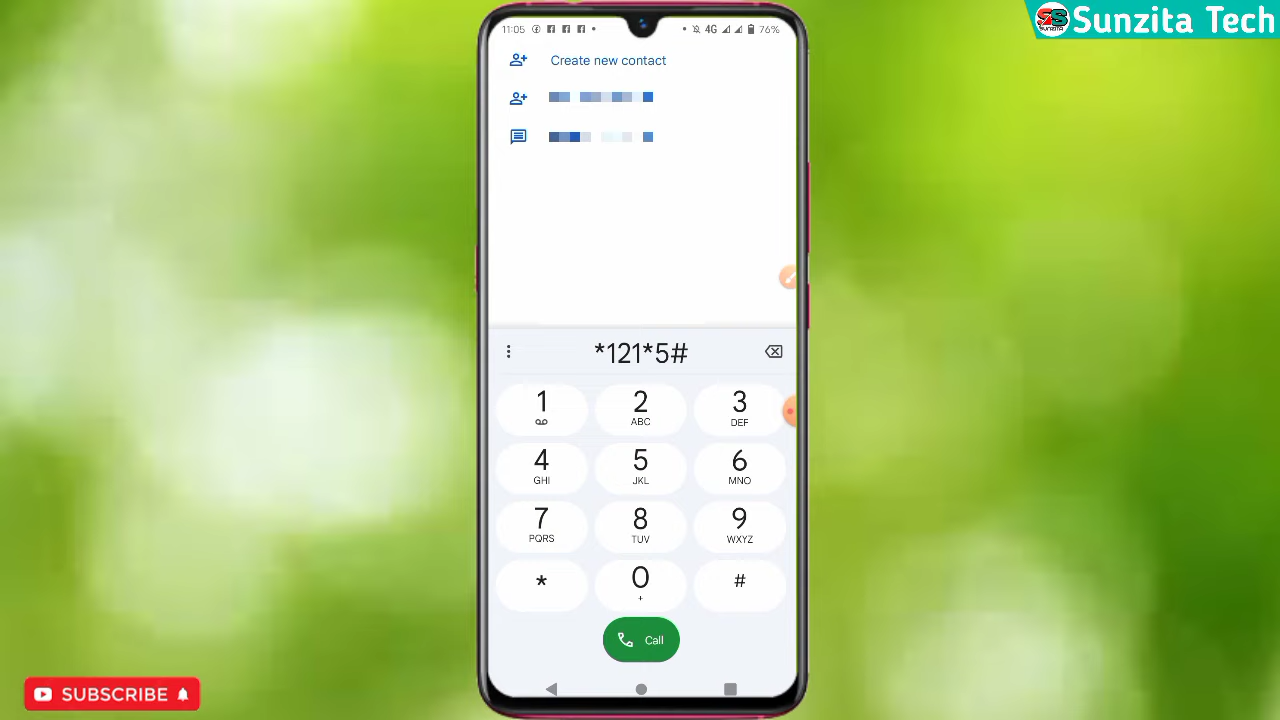 Sunzita Tech
11:05
4G 76%
Create new contact
*121*5#
1 2 3
ABC DEF
4 5 6
GHI JKL MNO
7 8 9
PQRS TUV WXYZ
* 0 #
+
Call
SUBSCRIBE